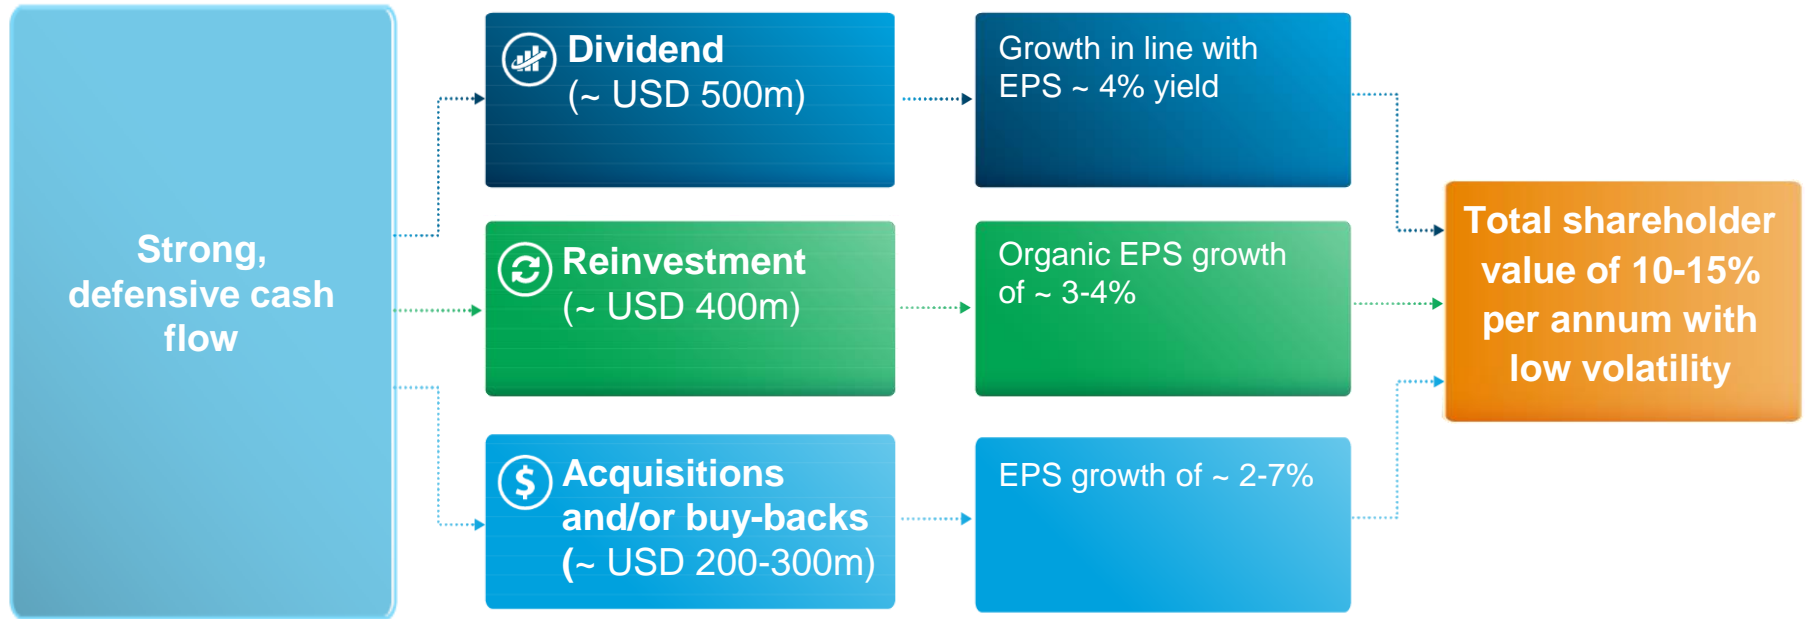 Strong,
defensive cash
flow
Dividend
(~ USD 500m)
Growth in line with
EPS ~ 4% yield
Reinvestment
(~ USD 400m)
Organic EPS growth
of ~ 3-4%
Acquisitions
and/or buy-backs
(~ USD 200-300m)
EPS growth of ~ 2-7%
Total shareholder
value of 10-15%
per annum with
low volatility